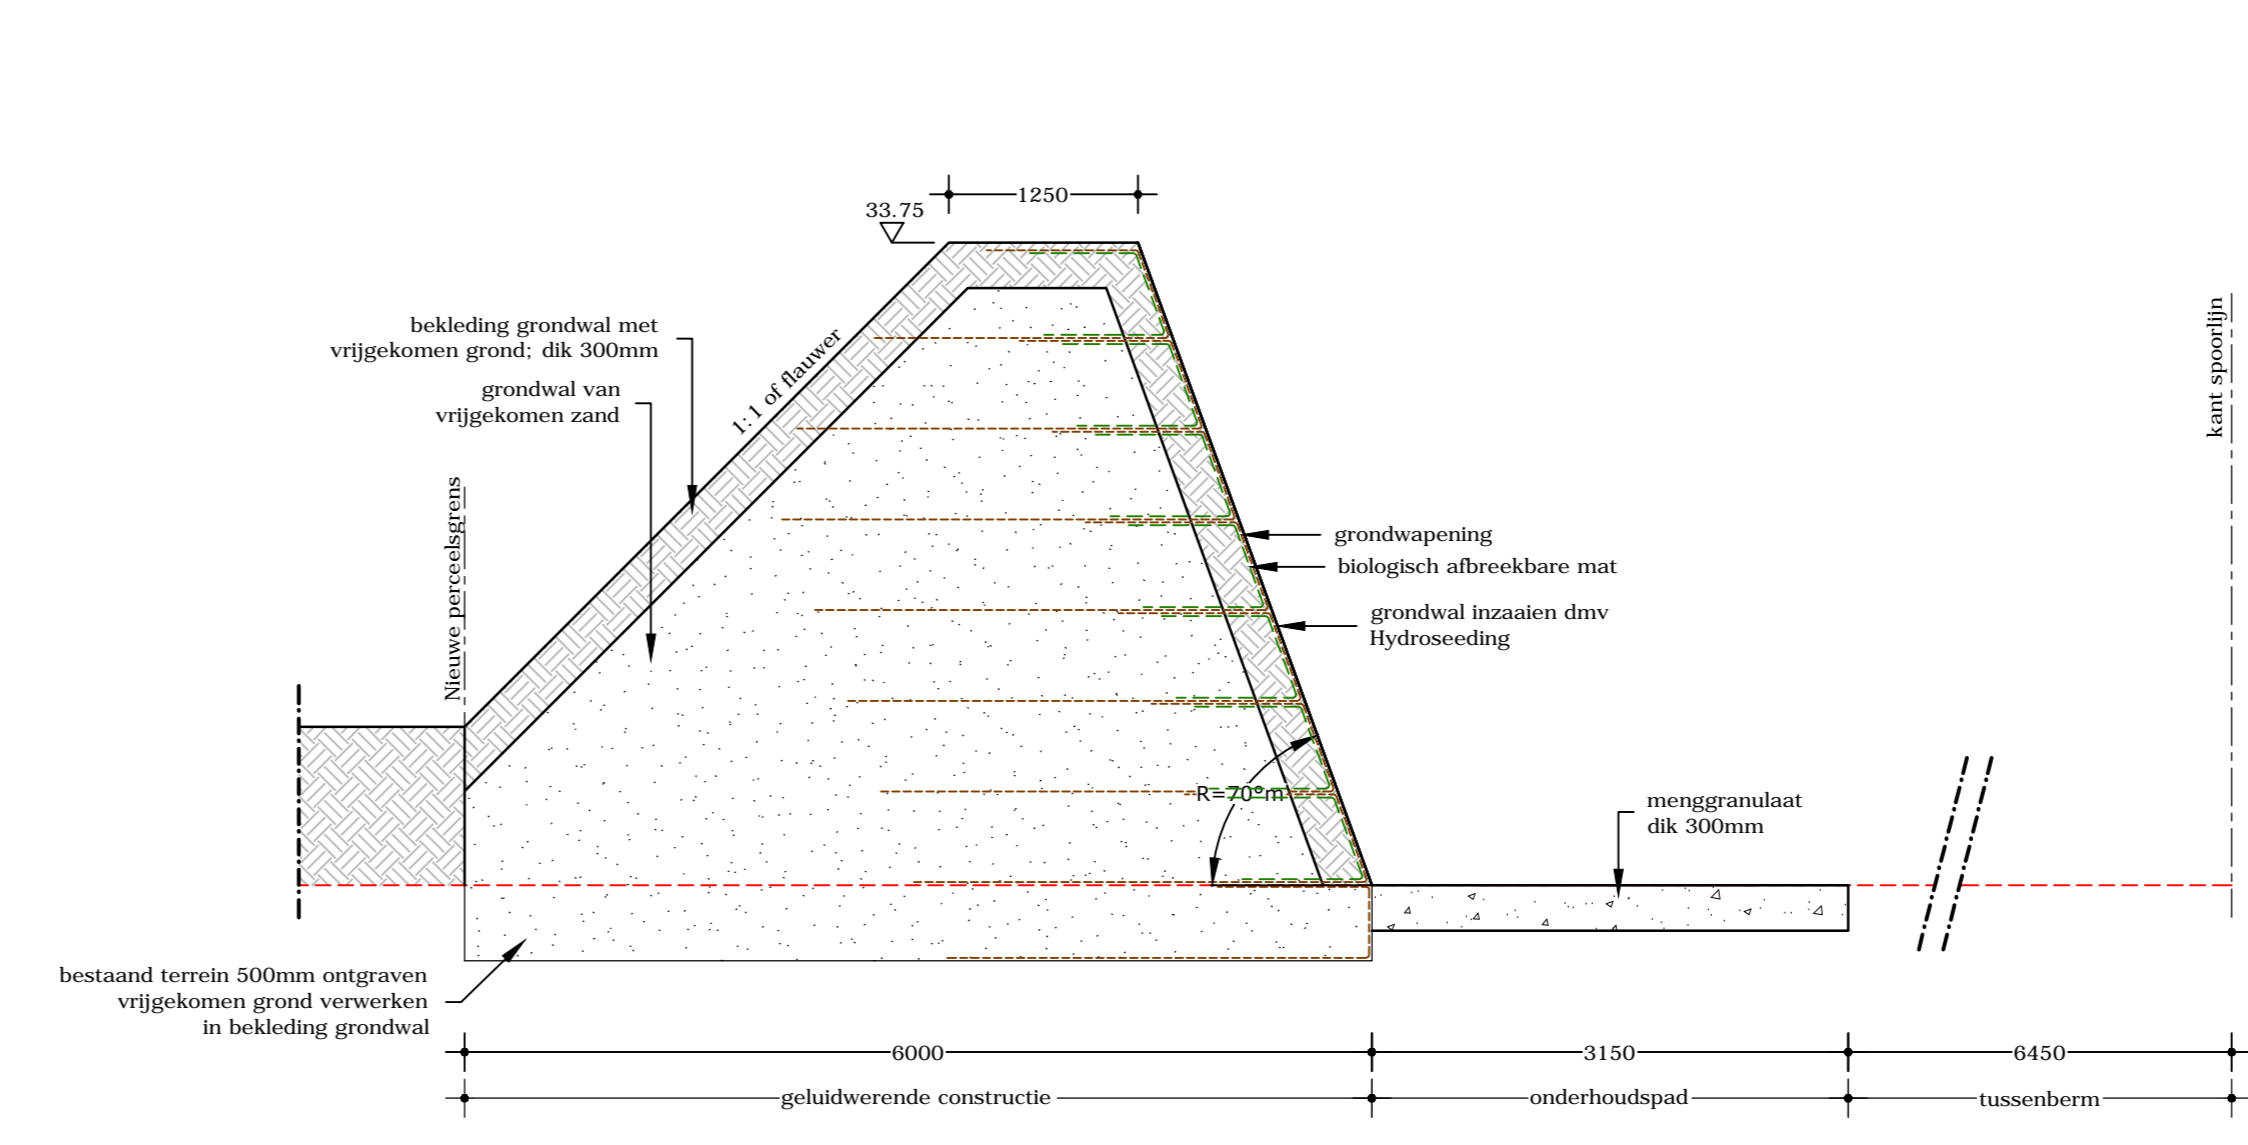 1250
33.75
bekleding grondwal met
vrijgekomen grond; dik 300mm
grondwal van
vrijgekomen zand
1:1 of flauwer
Nieuwe perceelsgrens
kant spoorlijn
grondwapening
biologisch afbreekbare mat
grondwal inzaaien dmv
Hydroseeding
R=70°m
menggranulaat
dik 300mm
bestaand terrein 500mm ontgraven
vrijgekomen grond verwerken
in bekleding grondwal
6000
3150
6450
geluidwerende constructie
onderhoudspad
tussenberm